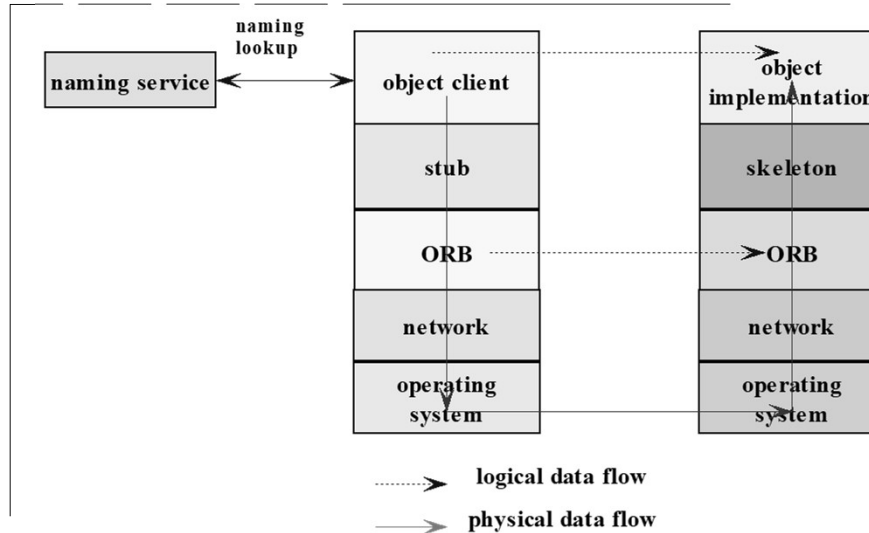 naming
lookup
naming service
object client
object
implementation
stub
skeleton
ORB
ORB
network
network
operating
system
operating
system
logical data flow
physical data flow